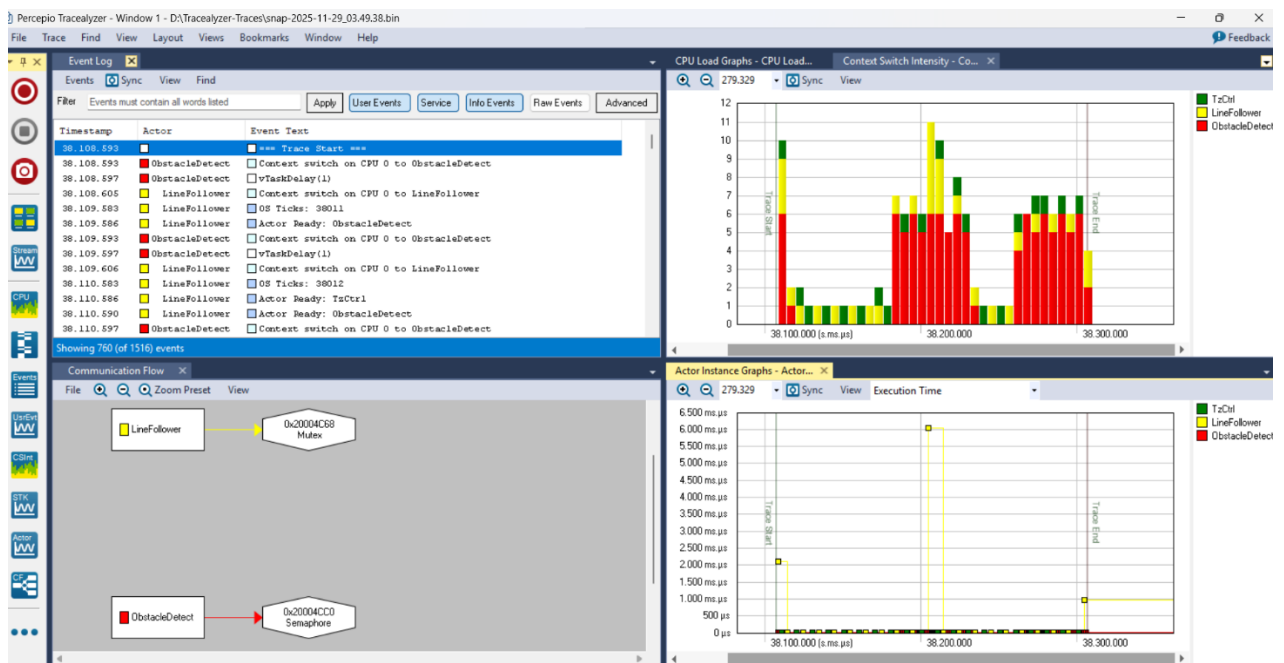 Percepio Tracealyzer - Window 1 - D:\Tracealyzer-Traces\snap-2025-11-29_03.49.38.bin
File Trace Find View Layout Views Bookmarks Window Help
Feedback
Event Log
Events Sync View Find
Filter Events must contain all words listed Apply User Events Service Info Events Raw Events Advanced
Timestamp Actor Event Text
38.108.593 === Trace Start ===
38.108.593 ObstacleDetect Context switch on CPU 0 to ObstacleDetect
38.108.597 ObstacleDetect vTaskDelay(1)
38.108.605 LineFollower Context switch on CPU 0 to LineFollower
38.109.583 LineFollower OS Ticks: 38011
38.109.586 LineFollower Actor Ready: ObstacleDetect
38.109.593 ObstacleDetect Context switch on CPU 0 to ObstacleDetect
38.109.597 ObstacleDetect vTaskDelay(1)
38.109.606 LineFollower Context switch on CPU 0 to LineFollower
38.110.583 LineFollower OS Ticks: 38012
38.110.586 LineFollower Actor Ready: TzCtrl
38.110.590 LineFollower Actor Ready: ObstacleDetect
38.110.597 ObstacleDetect Context switch on CPU 0 to ObstacleDetect
Showing 760 (of 1516) events
CPU Load Graphs - CPU Load... Context Switch Intensity - Co...
279.329 Sync View
12
11
10
9
8
7
6
5
4
3
2
1
0
Trace Start
Trace End
38.100.000 (s.ms.µs) 38.200.000 38.300.000
TzCtrl
LineFollower
ObstacleDetect
Stream
CPU
Events
UsrEvt
CSInt
STK
Actor
CF
Communication Flow
File Zoom Preset View
LineFollower
0x20004C68
Mutex
ObstacleDetect
0x20004CC0
Semaphore
Actor Instance Graphs - Actor...
279.329 Sync View Execution Time
6.500 ms.µs
6.000 ms.µs
5.500 ms.µs
5.000 ms.µs
4.500 ms.µs
4.000 ms.µs
3.500 ms.µs
3.000 ms.µs
2.500 ms.µs
2.000 ms.µs
1.500 ms.µs
1.000 ms.µs
500 µs
0 µs
Trace Start
Trace End
38.100.000 (s.ms.µs) 38.200.000 38.300.000
TzCtrl
LineFollower
ObstacleDetect